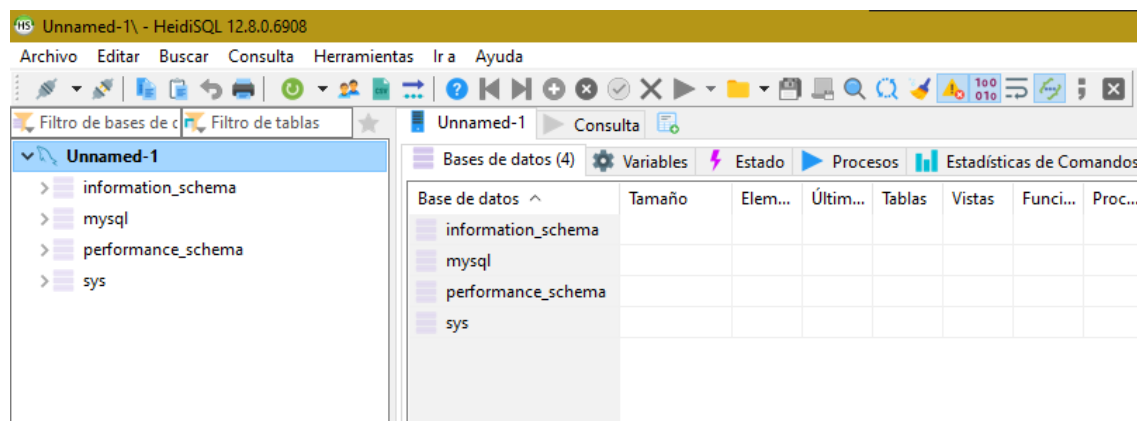 Unnamed-1\ - HeidiSQL 12.8.0.6908
Archivo Editar Buscar Consulta Herramientas Ir a Ayuda
Filtro de bases de c Filtro de tablas
Unnamed-1 Consulta
Unnamed-1
information_schema
mysql
performance_schema
sys
Bases de datos (4) Variables Estado Procesos Estadísticas de Comandos
Base de datos Tamaño Elem... Últim... Tablas Vistas Funci... Proc...
information_schema
mysql
performance_schema
sys